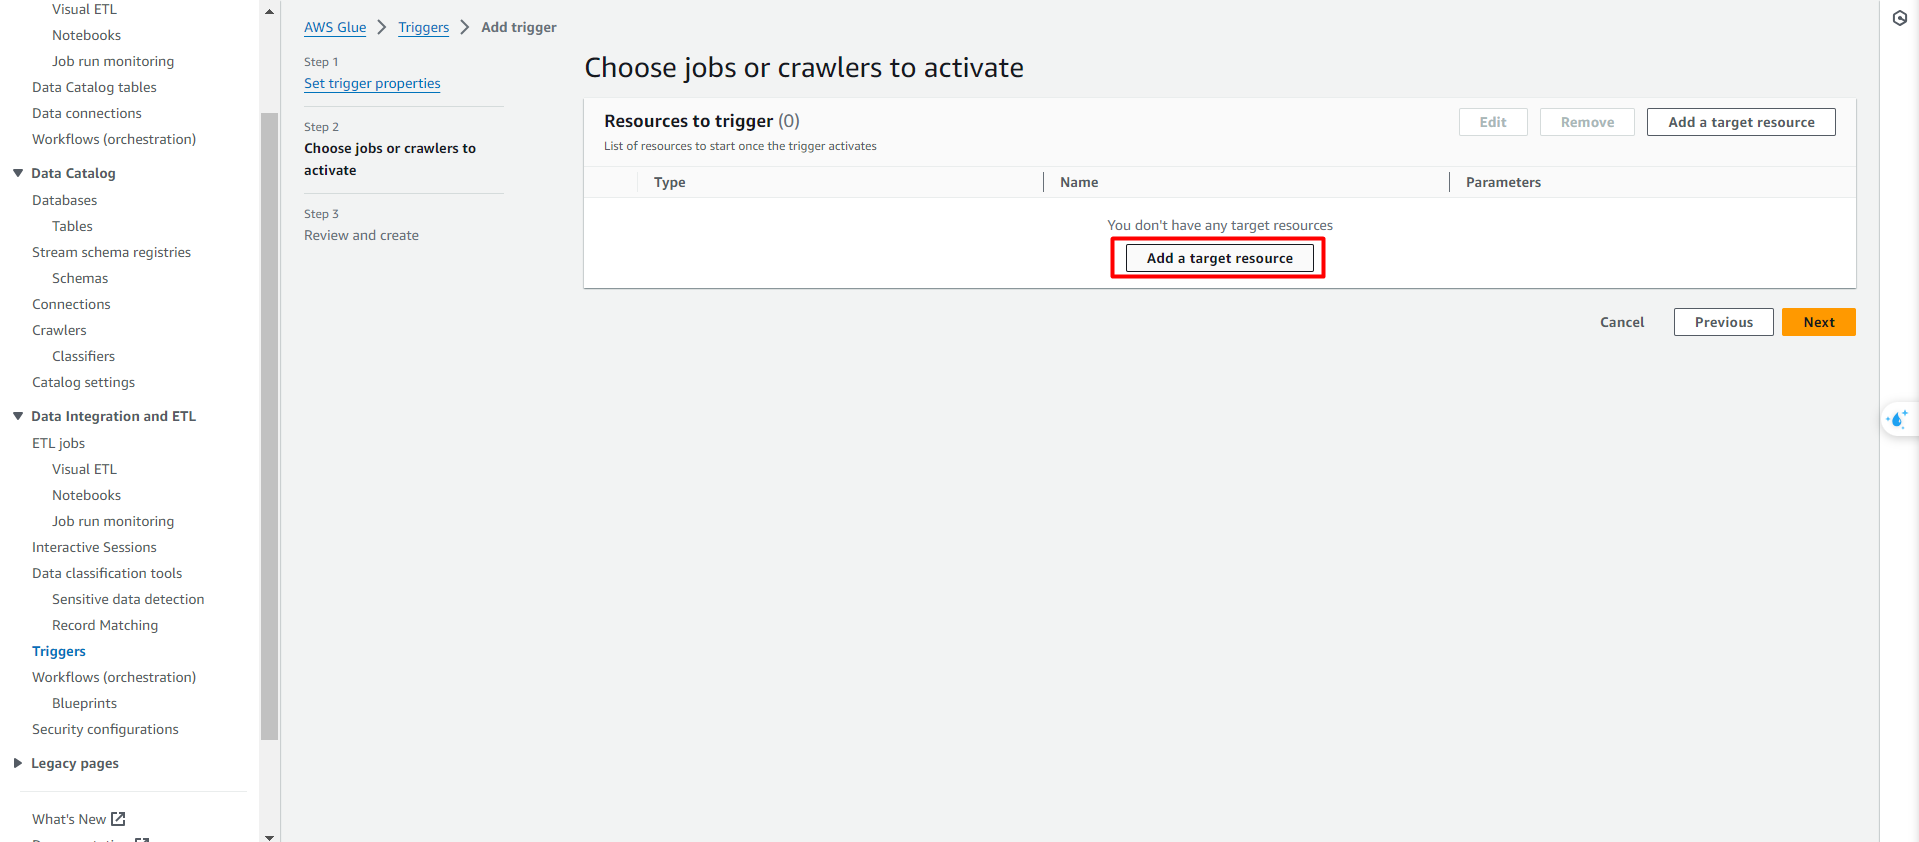 Visual ETL
Notebooks
Job run monitoring
Data Catalog tables
Data connections
Workflows (orchestration)
Data Catalog
Databases
Tables
Stream schema registries
Schemas
Connections
Crawlers
Classifiers
Catalog settings
Data Integration and ETL
ETL jobs
Visual ETL
Notebooks
Job run monitoring
Interactive Sessions
Data classification tools
Sensitive data detection
Record Matching
Triggers
Workflows (orchestration)
Blueprints
Security configurations
Legacy pages
What's New
AWS Glue > Triggers > Add trigger
Step 1
Set trigger properties
Step 2
Choose jobs or crawlers to
activate
Step 3
Review and create
Choose jobs or crawlers to activate
Resources to trigger (0)
List of resources to start once the trigger activates
Edit Remove Add a target resource
Type Name Parameters
You don't have any target resources
Add a target resource
Cancel Previous Next